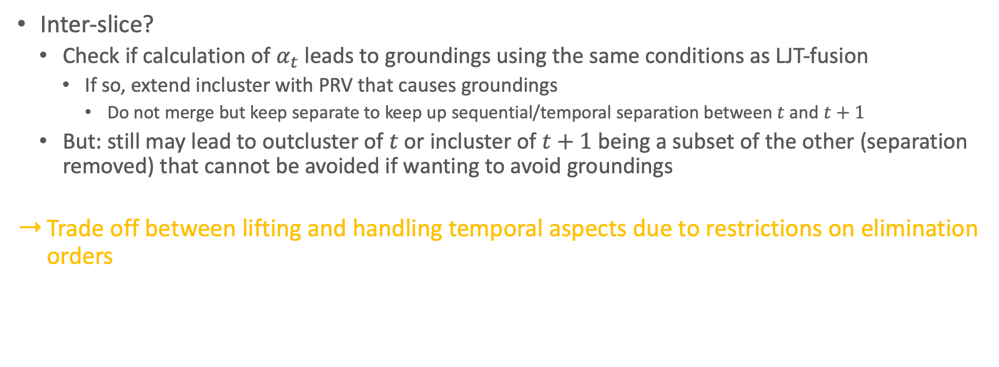 • Inter-slice?
• Check if calculation of 𝛼𝑡 leads to groundings using the same conditions as LJT-fusion
• If so, extend incluster with PRV that causes groundings
• Do not merge but keep separate to keep up sequential/temporal separation between 𝑡 and 𝑡 + 1
• But: still may lead to outcluster of 𝑡 or incluster of 𝑡 + 1 being a subset of the other (separation
removed) that cannot be avoided if wanting to avoid groundings
→ Trade off between lifting and handling temporal aspects due to restrictions on elimination
orders